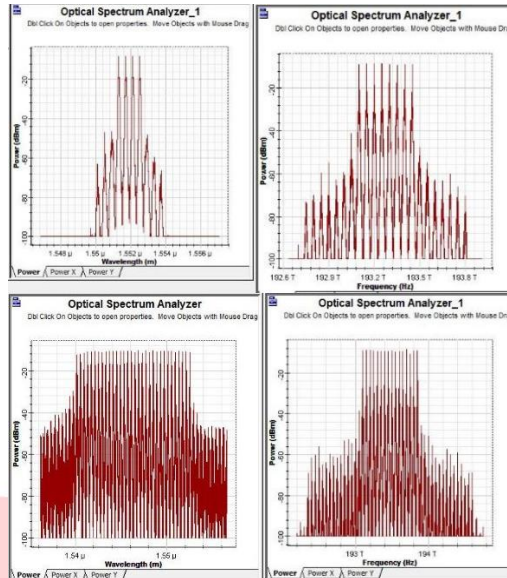 Optical Spectrum Analyzer_1
Dbl Click On Objects to open properties. Move Objects with Mouse Drag
Power (dBm)
-20
-40
-60
-80
-100
1.548 µ 1.55 µ 1.552 µ 1.554 µ 1.556 µ
Wavelength (m)
Power Power X Power Y
Optical Spectrum Analyzer_1
Dbl Click On Objects to open properties. Move Objects with Mouse Dra
Power (dBm)
-20
-40
-60
-80
-100
192.6 T 192.9 T 193.2 T 193.5 T 193.8 T
Frequency (Hz)
Power Power X Power Y
Optical Spectrum Analyzer
Dbl Click On Objects to open properties. Move Objects with Mouse Drag
Power (dBm)
-20
-40
-60
-80
-100
1.54 µ 1.55 µ
Wavelength (m)
Power Power X Power Y
Optical Spectrum Analyzer_1
Dbl Click On Objects to open properties. Move Objects with Mouse Dra
Power (dBm)
-20
-40
-60
-80
-100
193 T 194 T
Frequency (Hz)
Power Power X Power Y